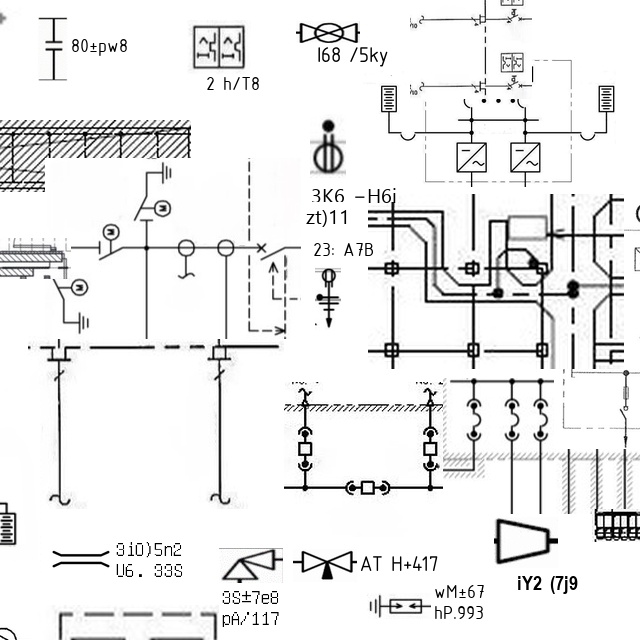 80±pw8
2 h/T8
I68 /5ky
3K6 -H6j
zt)11
23: A7B
M
M
M
3i0)5n2
U6. 33S
3S±7e8
pA/'117
AT H+417
iY2 (7j9
wM±67
hP.993